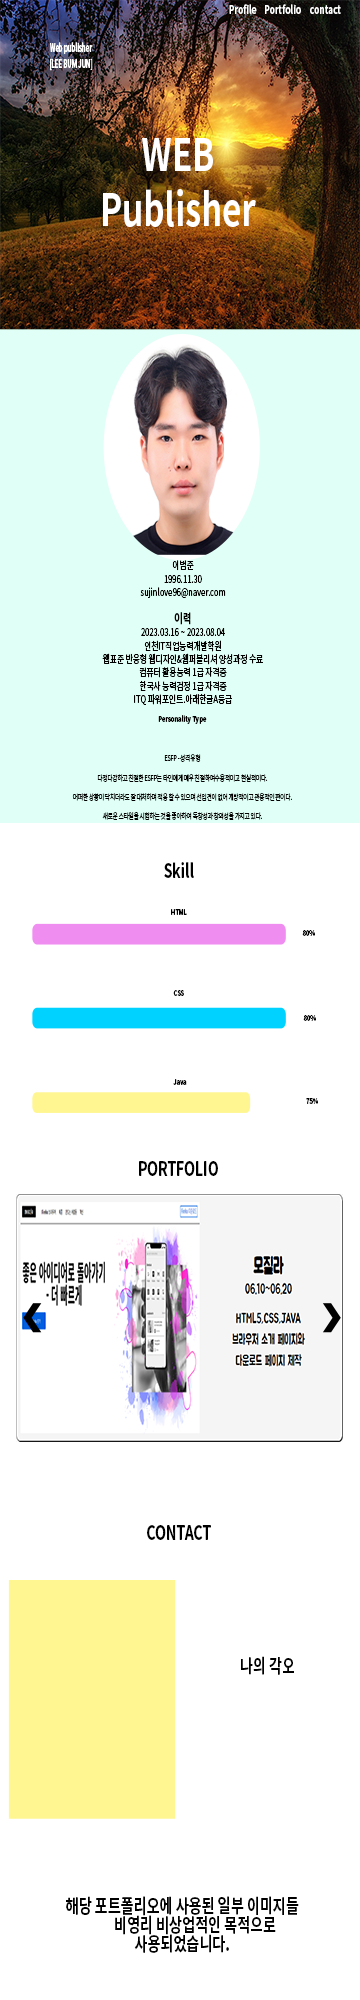 Profile Portfolio contact
Web publisher
[LEE BUM JUN]
WEB
Publisher
이범준
1996.11.30
sujinlove96@naver.com
이력
2023.03.16 ~ 2023.08.04
인천IT직업능력개발학원
웹표준 반응형 웹디자인&웹퍼블리셔 양성과정 수료
컴퓨터 활용능력 1급 자격증
한국사 능력검정 1급 자격증
ITQ 파워포인트.아래한글A등급
Personality Type
ESFP -성격유형
다정다감하고 친절한 ESFP는 타인에게 매우 친절하여수용적이고 현실적이다.
어떠한 상황이 닥치더라도 잘 대처하여 적응 할 수 있으며 선입견이 없어 개방적이고 관용적인 편이다.
새로운 스타일을 시험하는 것을 좋아하여 독창성과 창의성을 가지고 있다.
Skill
HTML
80%
CSS
80%
Java
75%
PORTFOLIO
좋은 아이디어로 돌아가기
- 더 빠르게
모질라
06,10~06,20
HTML5,CSS,JAVA
브라우저 소개 페이지와
다운로드 페이지 제작
CONTACT
나의 각오
해당 포트폴리오에 사용된 일부 이미지들
비영리 비상업적인 목적으로
사용되었습니다.